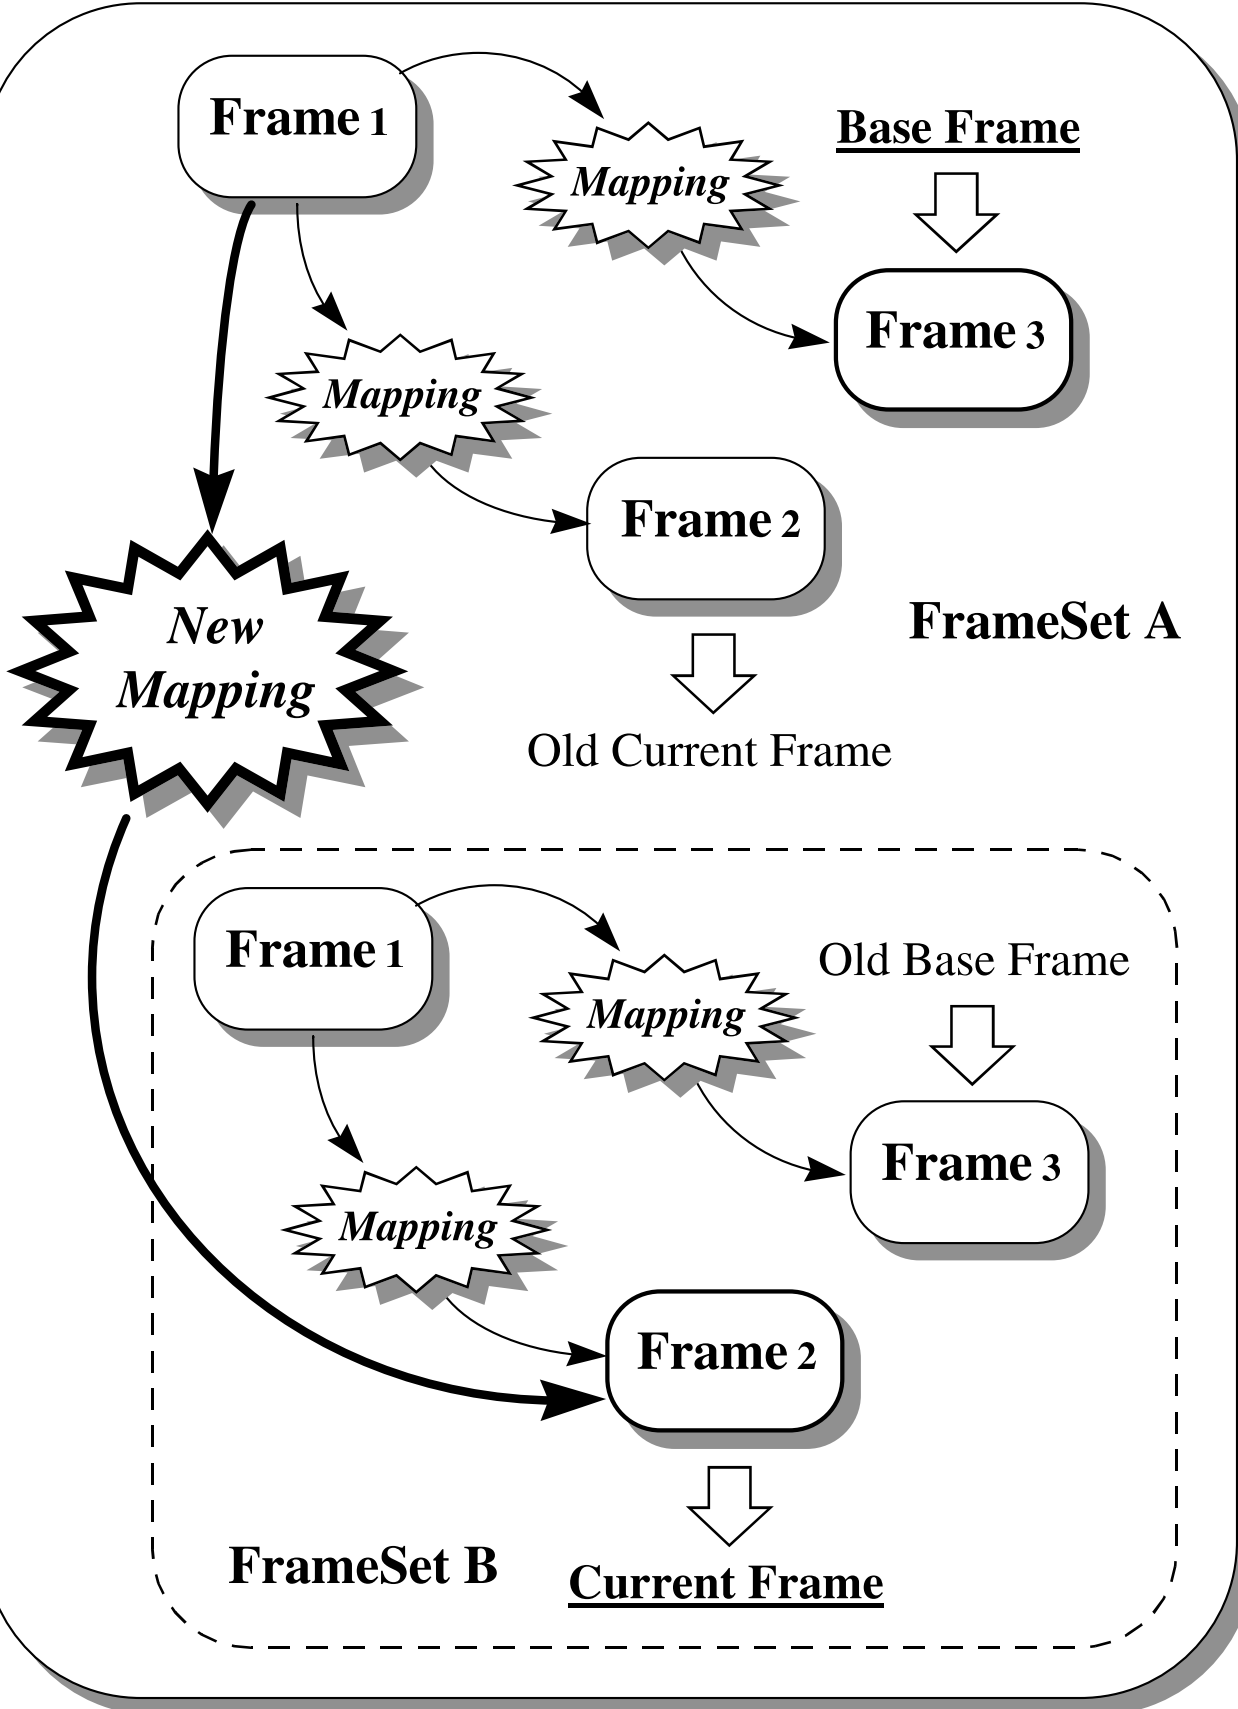 Frame 1
Mapping
Base Frame
Frame 3
Mapping
Frame 2
FrameSet A
New
Mapping
Old Current Frame
Frame 1
Mapping
Old Base Frame
Frame 3
Mapping
Frame 2
FrameSet B
Current Frame